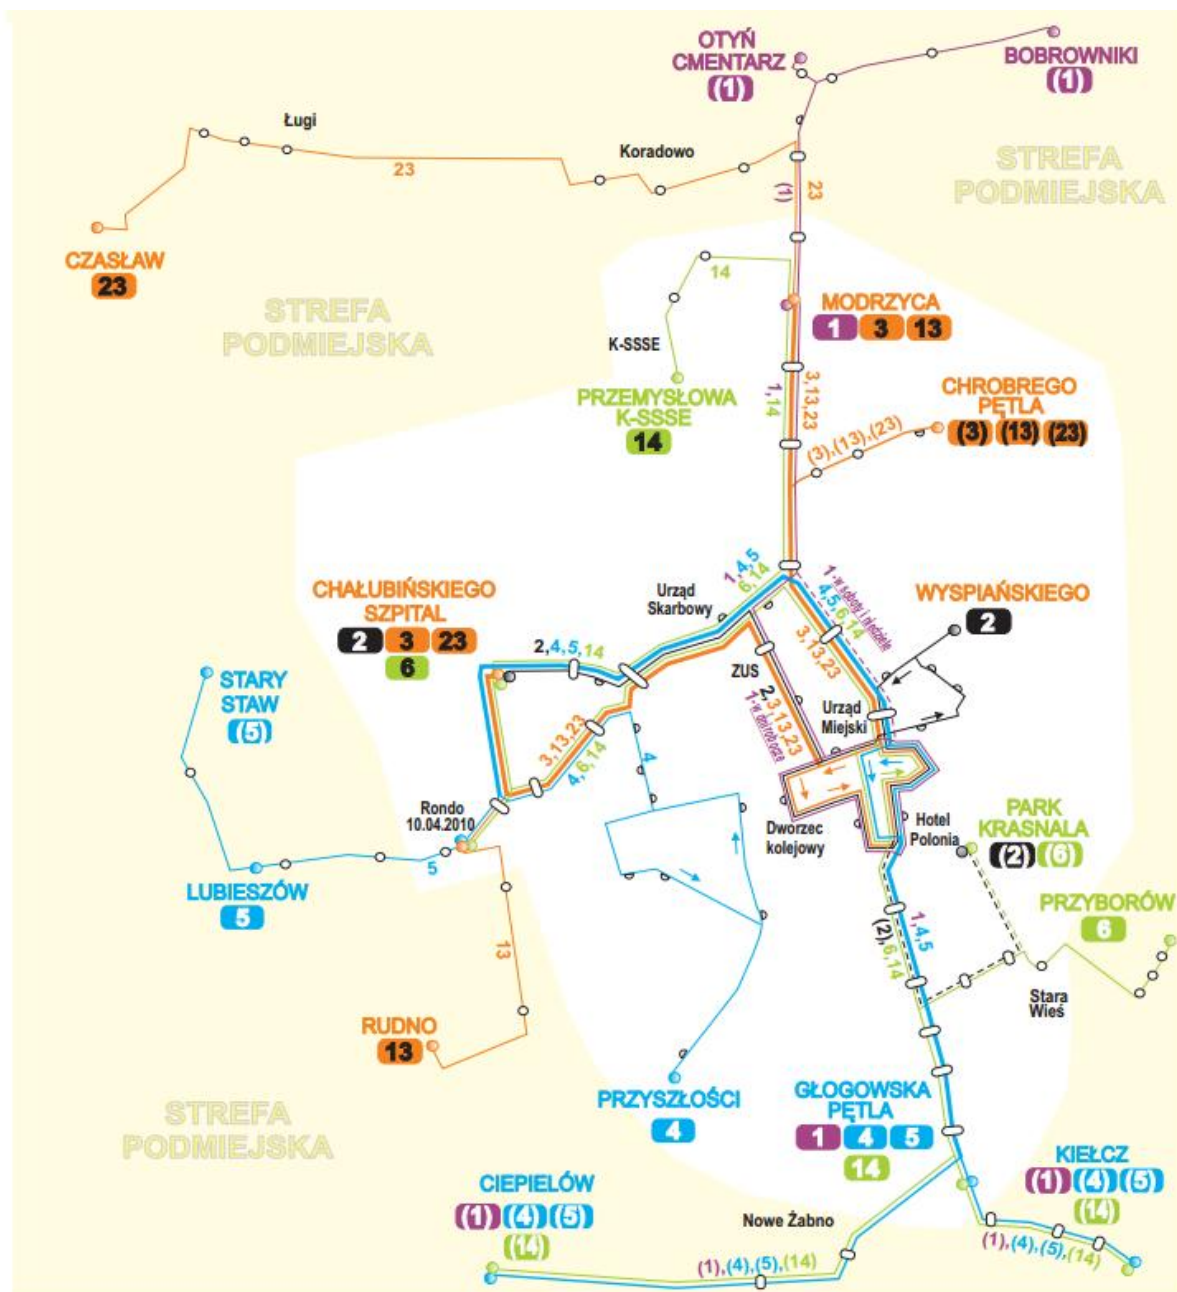 OTYŃ
CMENTARZ
(1)
BOBROWNIKI
(1)
Ługi
Koradowo
23
STREFA
PODMIEJSKA
(1)
23
CZASŁAW
23
14
STREFA
PODMIEJSKA
MODRZYCA
1 3 13
K-SSSE
PRZEMYSŁOWA
K-SSSE
14
1,14
3,13,23
CHROBREGO
PĘTLA
(3) (13) (23)
(3),(13),(23)
1,4,5
6,14
1-w soboty i niedziele
4,5,6,14
3,13,23
Urząd
Skarbowy
WYSPIAŃSKIEGO
2
CHAŁUBIŃSKIEGO
SZPITAL
2 3 23
6
2,4,5,14
STARY
STAW
(5)
ZUS
2,3,13,23
1-w dni robocze
Urząd
Miejski
3,13,23
4,6,14
4
Rondo
10.04.2010
Dworzec
kolejowy
Hotel
Polonia
PARK
KRASNALA
(2) (6)
5
LUBIESZÓW
5
PRZYBORÓW
6
1,4,5
(2),6,14
13
Stara
Wieś
RUDNO
13
PRZYSZŁOŚCI
4
GŁOGOWSKA
PĘTLA
1 4 5
14
STREFA
PODMIEJSKA
KIEŁCZ
(1) (4) (5)
(14)
CIEPIELÓW
(1) (4) (5)
(14)
Nowe Żabno
(1),(4),(5),(14)
(1),(4),(5),(14)